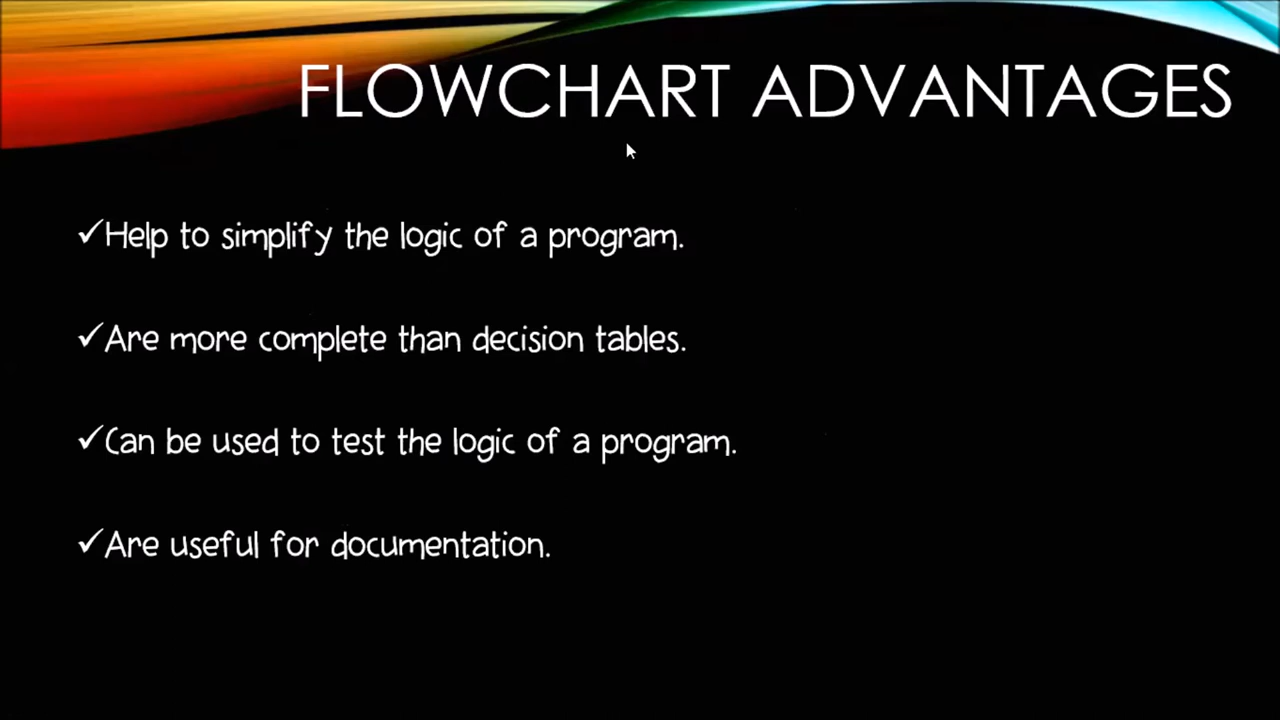 FLOWCHART ADVANTAGES
✓Help to simplify the logic of a program.
✓Are more complete than decision tables.
✓Can be used to test the logic of a program.
✓Are useful for documentation.